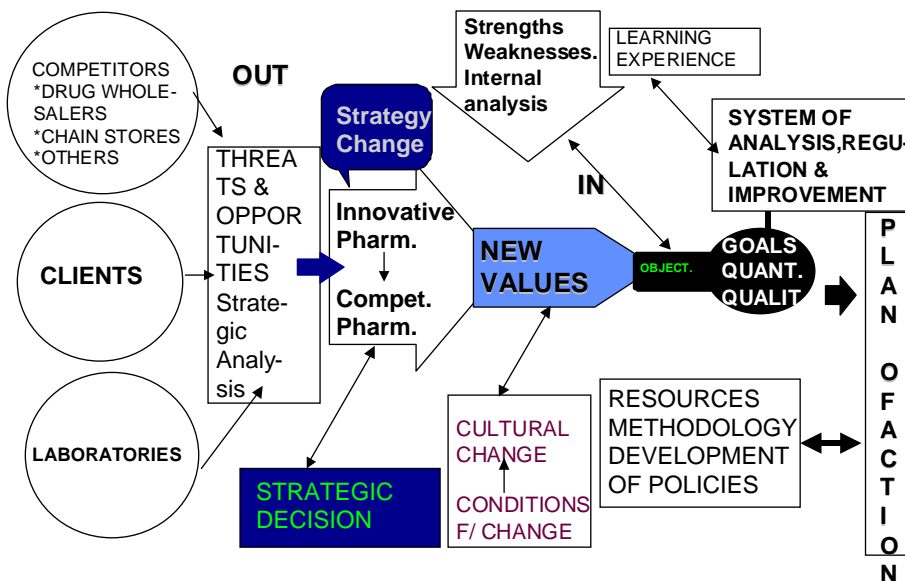 COMPETITORS
*DRUG WHOLE-
SALERS
*CHAIN STORES
*OTHERS
OUT
CLIENTS
LABORATORIES
THREA
TS &
OPPOR
TUNI-
TIES
Strate-
gic
Analy-
sis
Strategy
Change
Innovative
Pharm.
Compet.
Pharm.
STRATEGIC
DECISION
Strengths
Weaknesses.
Internal
analysis
IN
NEW
VALUES
CULTURAL
CHANGE
CONDITIONS
F/ CHANGE
LEARNING
EXPERIENCE
SYSTEM OF
ANALYSIS,REGU-
LATION &
IMPROVEMENT
OBJECT.
GOALS
QUANT.
QUALIT
RESOURCES
METHODOLOGY
DEVELOPMENT
OF POLICIES
P
L
A
N
O
F
A
C
T
I
O
N